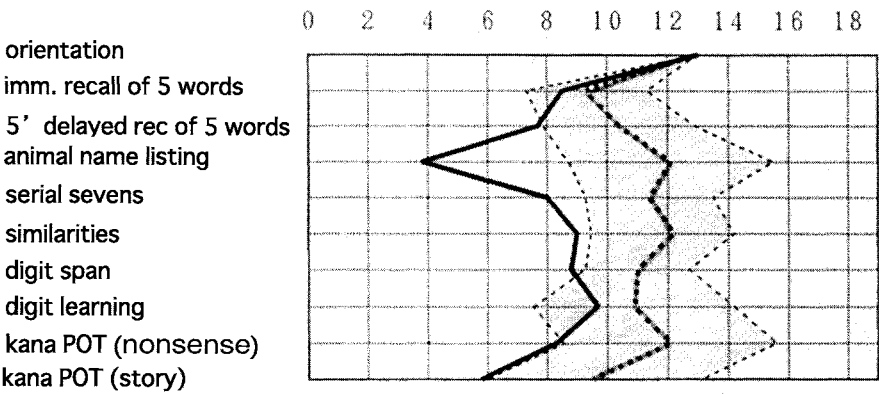 0 2 4 6 8 10 12 14 16 18
orientation
imm. recall of 5 words
5' delayed rec of 5 words
animal name listing
serial sevens
similarities
digit span
digit learning
kana POT (nonsense)
kana POT (story)